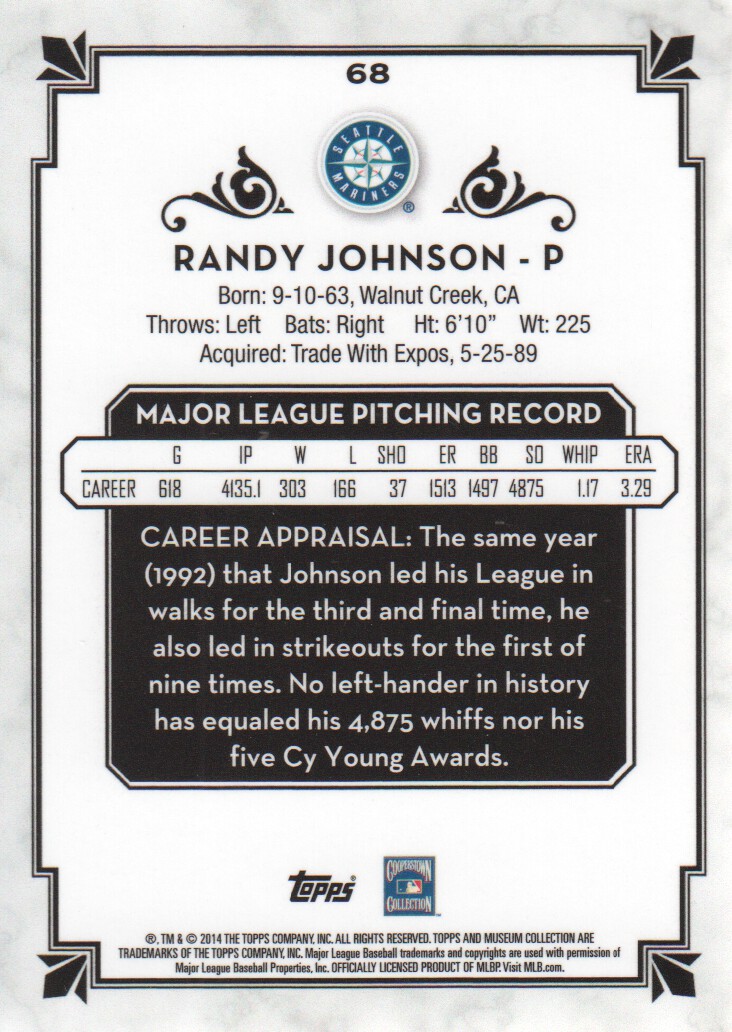 68
SEATTLE
MARINERS
®
RANDY JOHNSON - P
Born: 9-10-63, Walnut Creek, CA
Throws: Left Bats: Right Ht: 6'10" Wt: 225
Acquired: Trade With Expos, 5-25-89
MAJOR LEAGUE PITCHING RECORD
G IP W L SHO ER BB SO WHIP ERA
CAREER 618 4135.1 303 166 37 1513 1497 4875 1.17 3.29
CAREER APPRAISAL: The same year
(1992) that Johnson led his League in
walks for the third and final time, he
also led in strikeouts for the first of
nine times. No left-hander in history
has equaled his 4,875 whiffs nor his
five Cy Young Awards.
topps®
COOPERSTOWN
COLLECTION
®, TM & © 2014 THE TOPPS COMPANY, INC. ALL RIGHTS RESERVED. TOPPS AND MUSEUM COLLECTION ARE
TRADEMARKS OF THE TOPPS COMPANY, INC. Major League Baseball trademarks and copyrights are used with permission of
Major League Baseball Properties, Inc. OFFICIALLY LICENSED PRODUCT OF MLBP. Visit MLB.com.